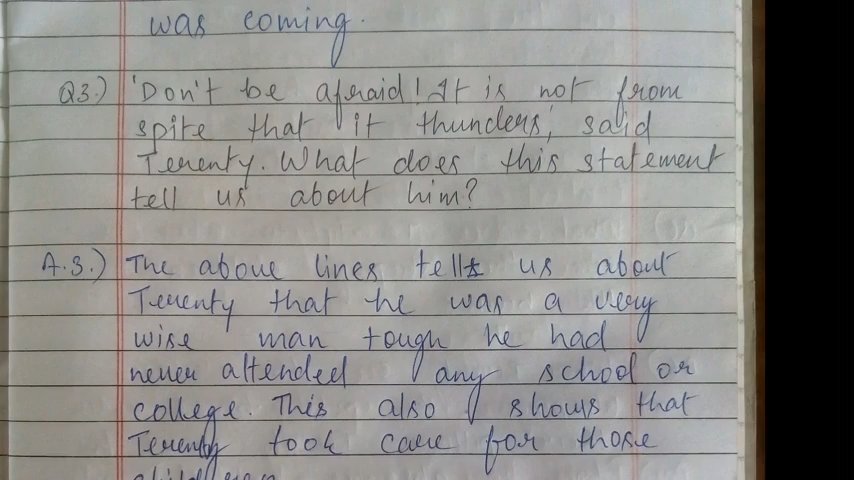 was coming.
Q3.) 'Don't be afraid! It is not from
spite that it thunders', said
Terenty. What does this statement
tell us about him?
A.3.) The above lines tells us about
Terenty that he was a very
wise man tough he had
never attended any school or
college. This also shows that
Terenty took care for those